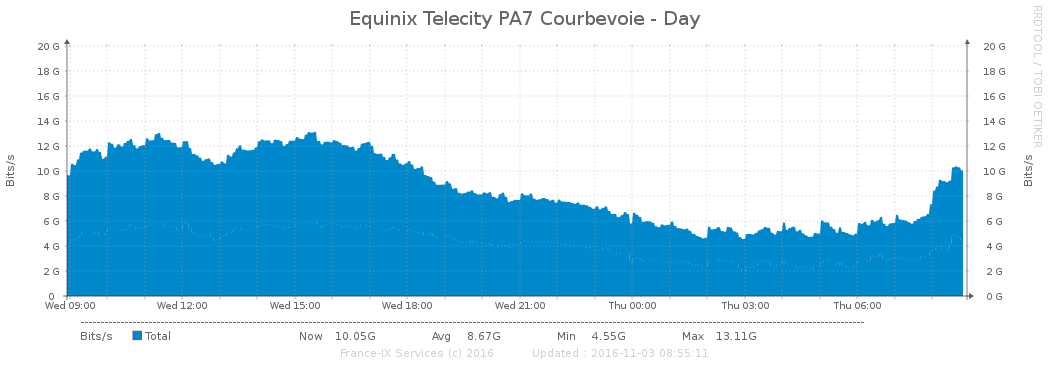 Equinix Telecity PA7 Courbevoie - Day
RRDTOOL / TOBI OETIKER
Bits/s
20 G 20 G
18 G 18 G
16 G 16 G
14 G 14 G
12 G 12 G
10 G 10 G
8 G 8 G
6 G 6 G
4 G 4 G
2 G 2 G
0 0 G
Bits/s
Wed 09:00 Wed 12:00 Wed 15:00 Wed 18:00 Wed 21:00 Thu 00:00 Thu 03:00 Thu 06:00
Bits/s Total Now 10.05G Avg 8.67G Min 4.55G Max 13.11G
France-IX Services (c) 2016 Updated : 2016-11-03 08:55:11